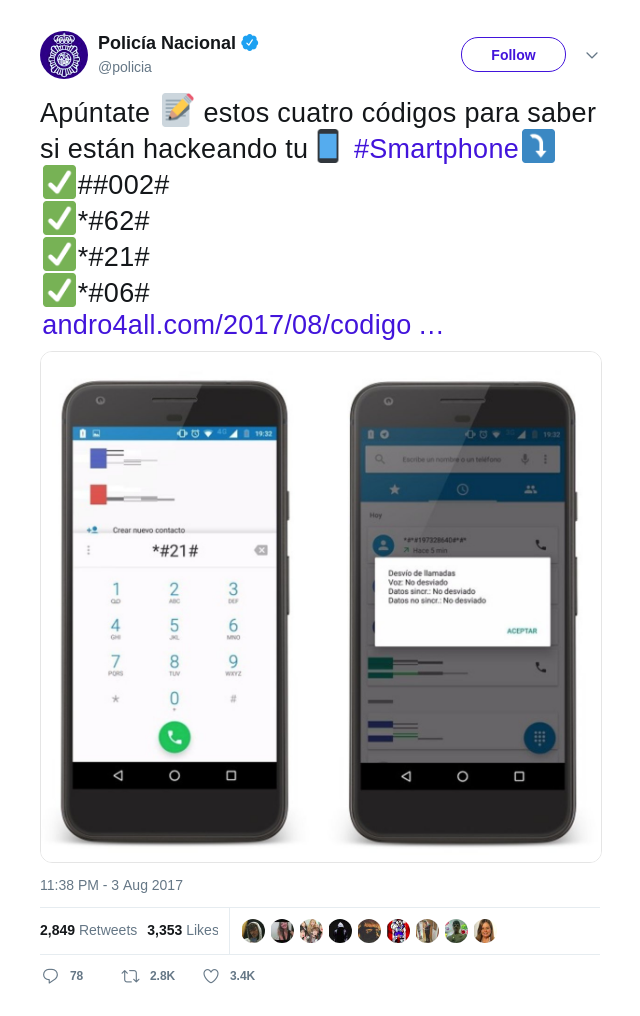 Policía Nacional
@policia
Follow
Apúntate estos cuatro códigos para saber
si están hackeando tu #Smartphone
##002#
*#62#
*#21#
*#06#
andro4all.com/2017/08/codigo …
4G 19:32
Crear nuevo contacto
*#21#
1 2 3
ABC DEF
4 5 6
GHI JKL MNO
7 8 9
PQRS TUV WXYZ
* 0 #
+
19:32
Escribe un nombre o un teléfono
Hoy
Hace 5 min
Desvío de llamadas
Voz: No desviado
Datos sincr.: No desviado
Datos no sincr.: No desviado
ACEPTAR
11:38 PM - 3 Aug 2017
2,849 Retweets 3,353 Likes
78 2.8K 3.4K